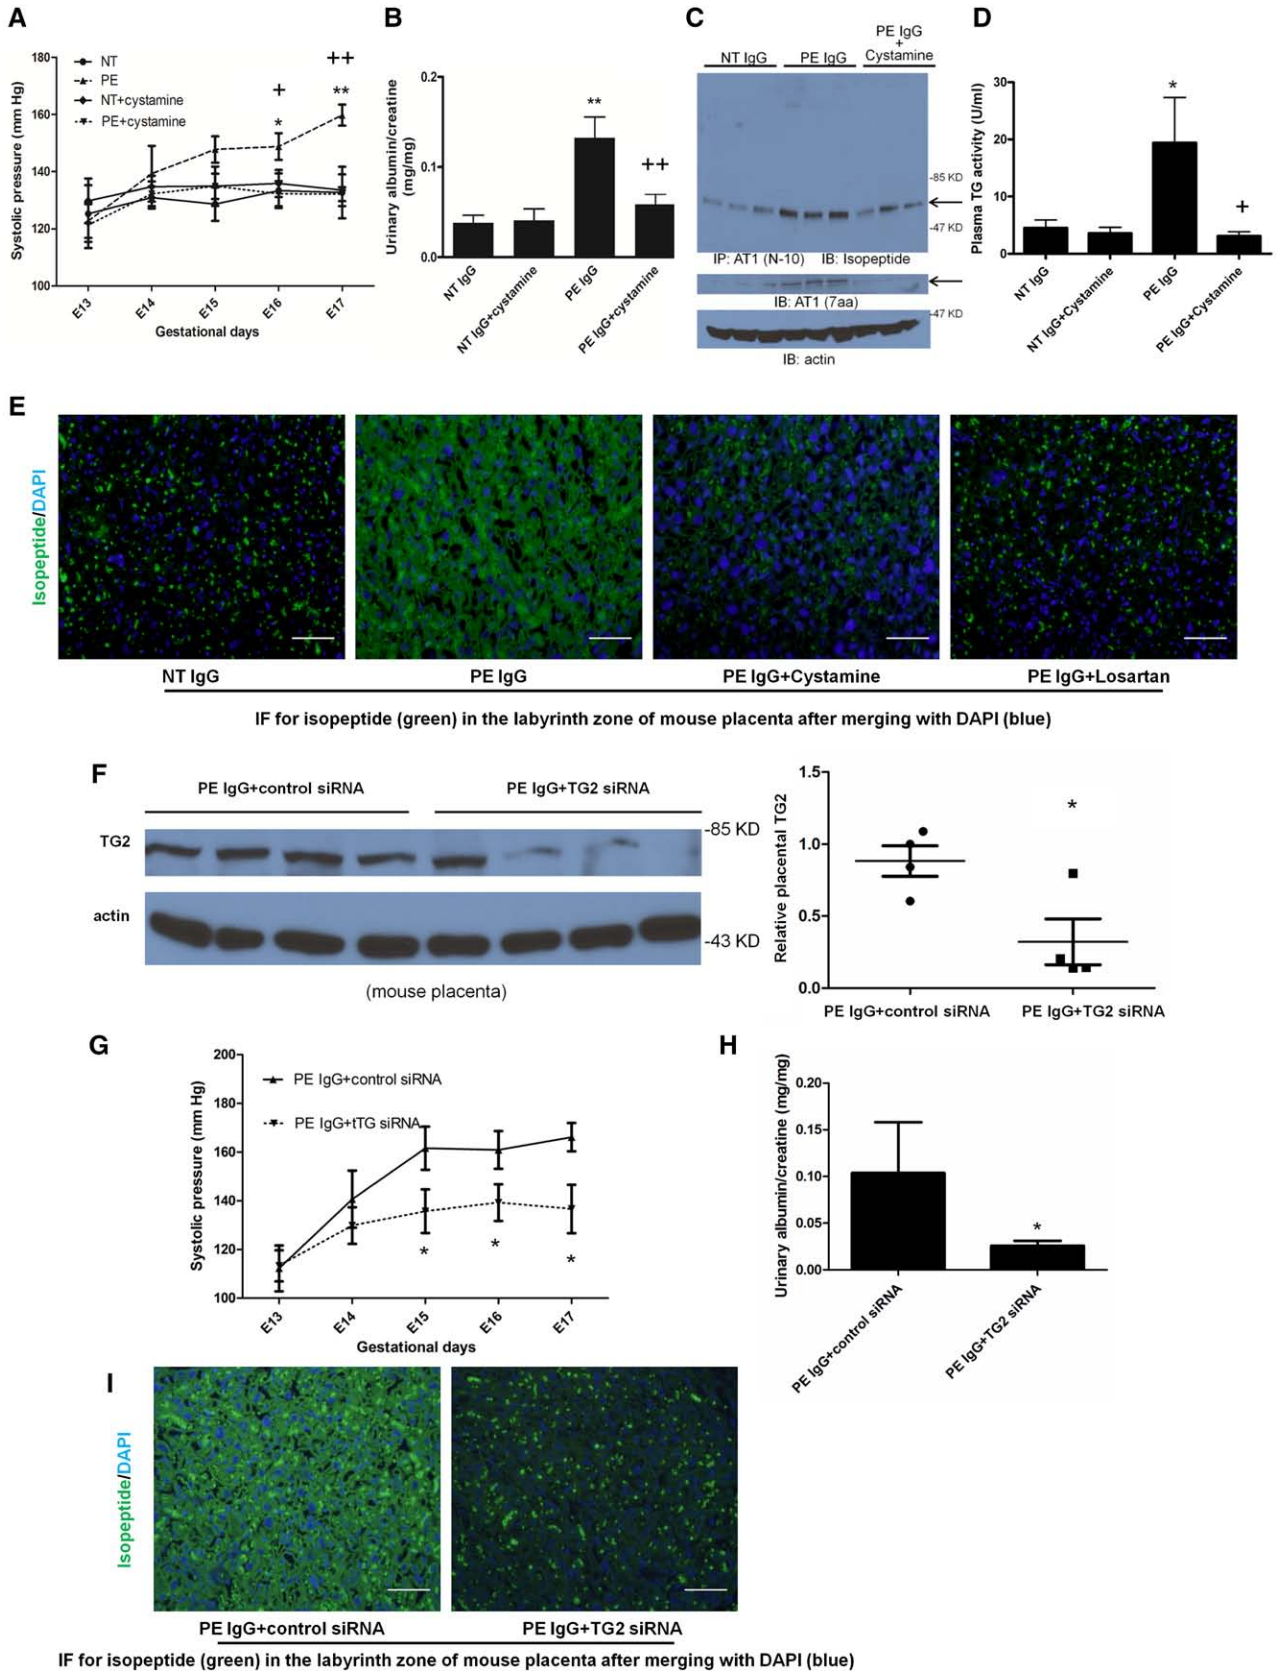 A
180
160
140
120
100
Systolic pressure (mm Hg)
NT
PE
NT+cystamine
PE+cystamine
+
*
++
**
E13
E14
E15
E16
E17
Gestational days
B
0.2
0.1
0.0
Urinary albumin/creatine
(mg/mg)
**
++
NT IgG
NT IgG+cystamine
PE IgG
PE IgG+cystamine
C
NT IgG
PE IgG
PE IgG
+
Cystamine
-85 KD
-47 KD
IP: AT1 (N-10) IB: Isopeptide
IB: AT1 (7aa)
-47 KD
IB: actin
D
30
20
10
0
Plasma TG activity (U/ml)
*
+
NT IgG
NT IgG+Cystamine
PE IgG
PE IgG+Cystamine
E
Isopeptide/DAPI
NT IgG
PE IgG
PE IgG+Cystamine
PE IgG+Losartan
IF for isopeptide (green) in the labyrinth zone of mouse placenta after merging with DAPI (blue)
F
PE IgG+control siRNA
PE IgG+TG2 siRNA
TG2
-85 KD
actin
-43 KD
(mouse placenta)
1.5
1.0
0.5
0.0
Relative placental TG2
*
PE IgG+control siRNA
PE IgG+TG2 siRNA
G
200
180
160
140
120
100
Systolic pressure (mm Hg)
PE IgG+control siRNA
PE IgG+tTG siRNA
*
*
*
E13
E14
E15
E16
E17
Gestational days
H
0.20
0.15
0.10
0.05
0.00
Urinary albumin/creatine (mg/mg)
*
PE IgG+control siRNA
PE IgG+TG2 siRNA
I
Isopeptide/DAPI
PE IgG+control siRNA
PE IgG+TG2 siRNA
IF for isopeptide (green) in the labyrinth zone of mouse placenta after merging with DAPI (blue)